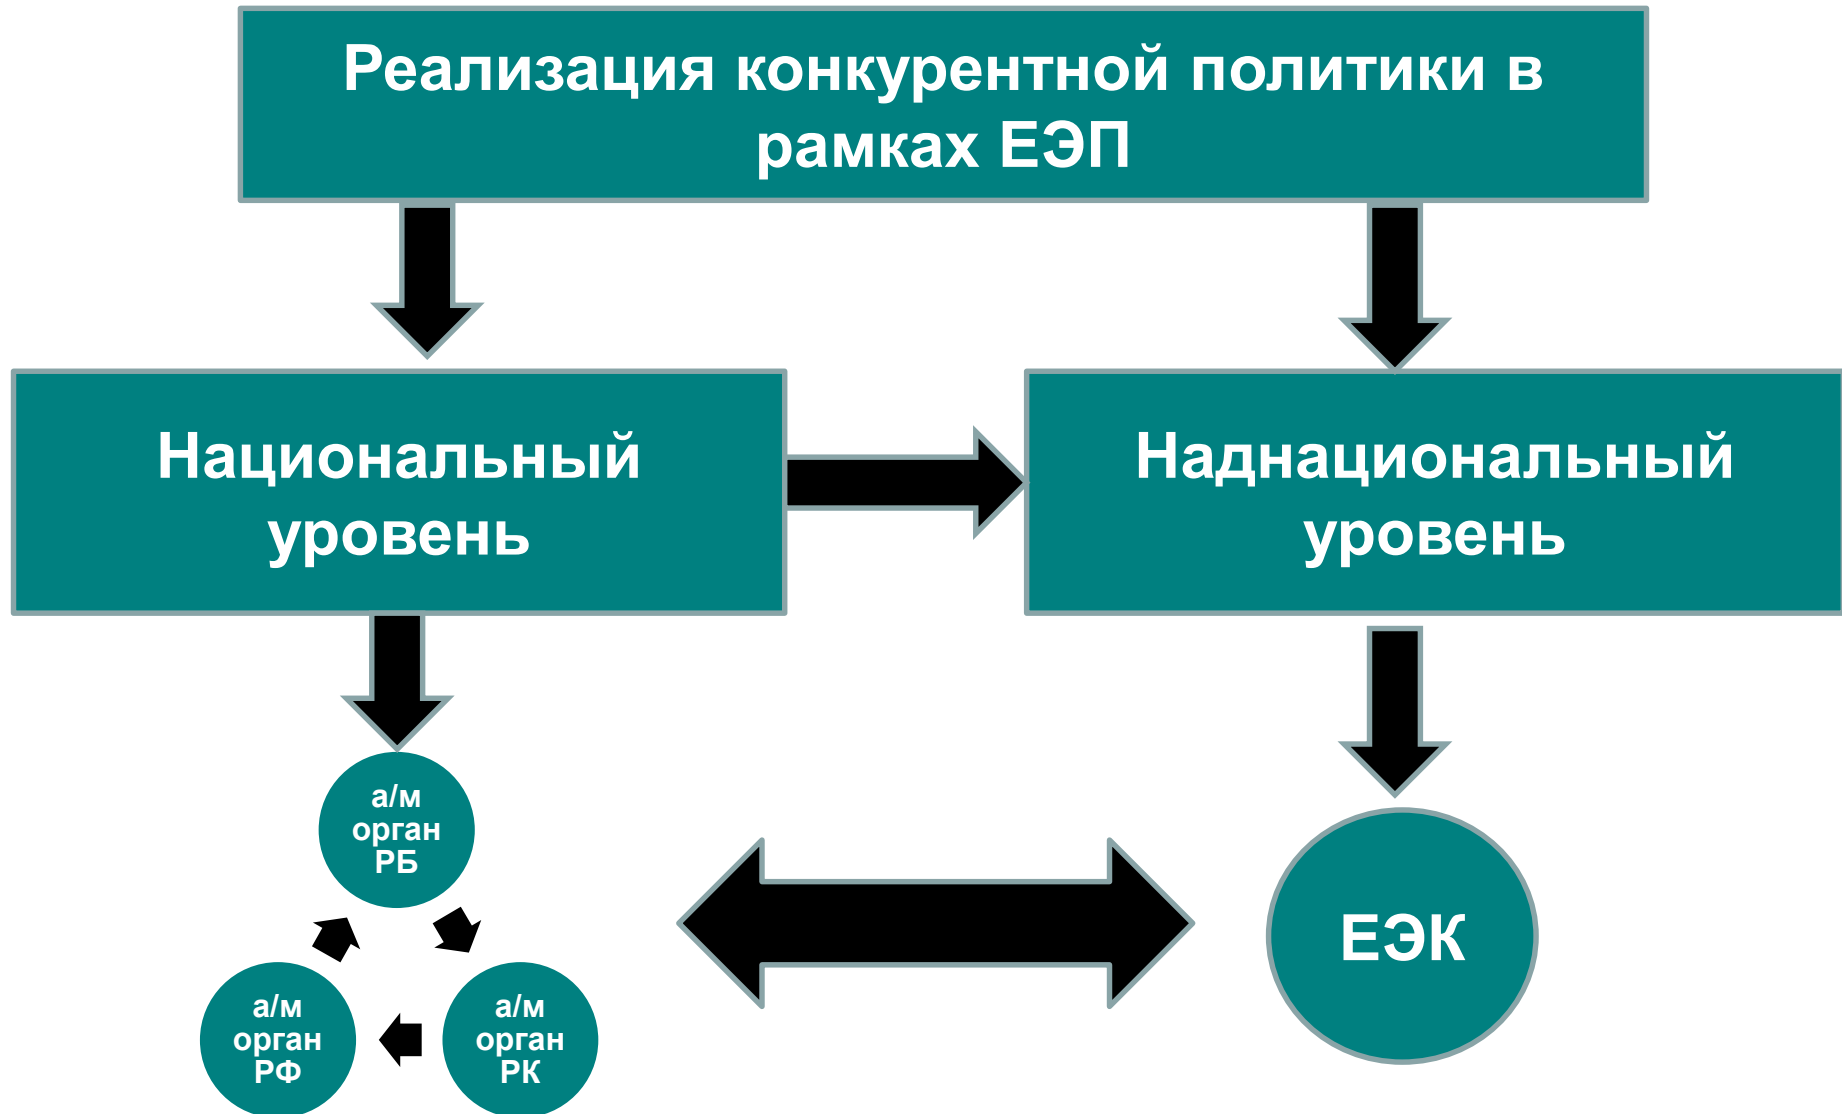 Реализация конкурентной политики в
рамках ЕЭП
Национальный
уровень
Наднациональный
уровень
а/м
орган
РБ
а/м
орган
РФ
а/м
орган
РК
ЕЭК